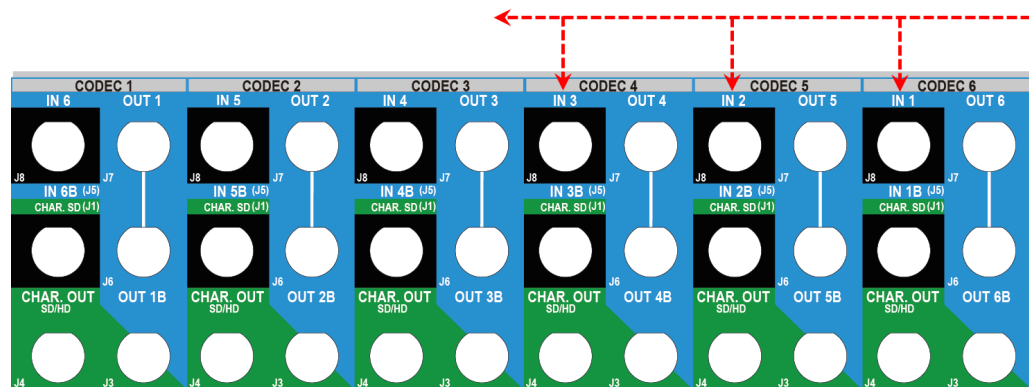 CODEC 1 CODEC 2 CODEC 3 CODEC 4 CODEC 5 CODEC 6
IN 6 OUT 1 IN 5 OUT 2 IN 4 OUT 3 IN 3 OUT 4 IN 2 OUT 5 IN 1 OUT 6
J8 J7 J8 J7 J8 J7 J8 J7 J8 J7 J8 J7
IN 6B (J5) IN 5B (J5) IN 4B (J5) IN 3B (J5) IN 2B (J5) IN 1B (J5)
CHAR. SD (J1) CHAR. SD (J1) CHAR. SD (J1) CHAR. SD (J1) CHAR. SD (J1) CHAR. SD (J1)
J6 J6 J6 J6 J6 J6
CHAR. OUT OUT 1B CHAR. OUT OUT 2B CHAR. OUT OUT 3B CHAR. OUT OUT 4B CHAR. OUT OUT 5B CHAR. OUT OUT 6B
SD/HD SD/HD SD/HD SD/HD SD/HD SD/HD
J4 J3 J4 J3 J4 J3 J4 J3 J4 J3 J4 J3